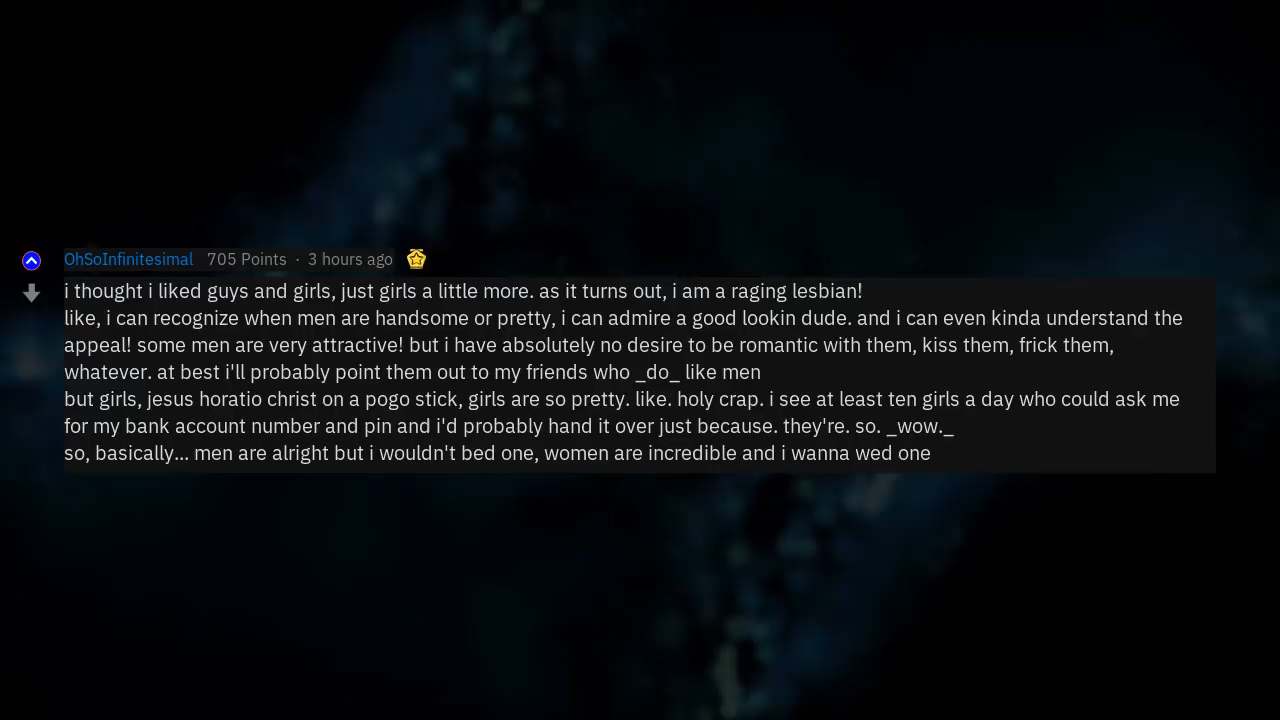 OhSoInfinitesimal 705 Points · 3 hours ago
i thought i liked guys and girls, just girls a little more. as it turns out, i am a raging lesbian!
like, i can recognize when men are handsome or pretty, i can admire a good lookin dude. and i can even kinda understand the
appeal! some men are very attractive! but i have absolutely no desire to be romantic with them, kiss them, frick them,
whatever. at best i'll probably point them out to my friends who _do_ like men
but girls, jesus horatio christ on a pogo stick, girls are so pretty. like. holy crap. i see at least ten girls a day who could ask me
for my bank account number and pin and i'd probably hand it over just because. they're. so. _wow._
so, basically... men are alright but i wouldn't bed one, women are incredible and i wanna wed one